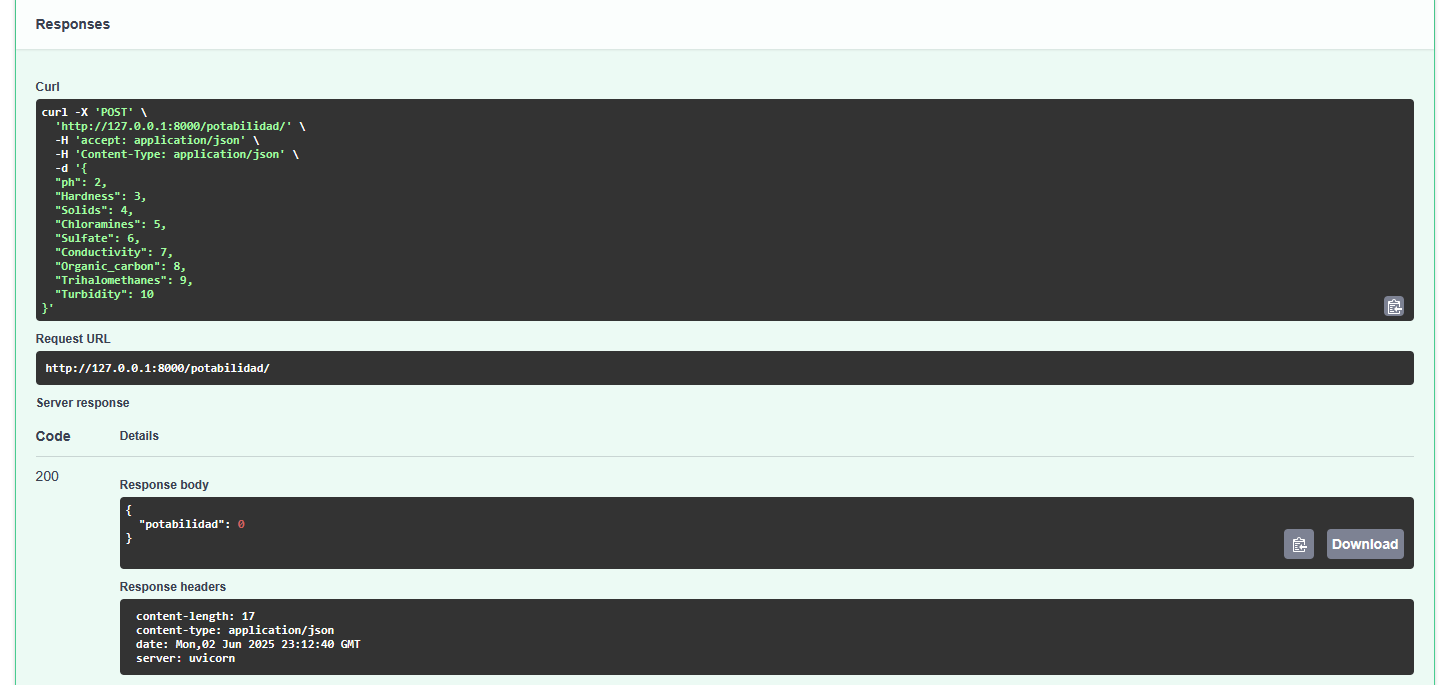 Responses
Curl
curl -X 'POST' \
  'http://127.0.0.1:8000/potabilidad/' \
  -H 'accept: application/json' \
  -H 'Content-Type: application/json' \
  -d '{
  "ph": 2,
  "Hardness": 3,
  "Solids": 4,
  "Chloramines": 5,
  "Sulfate": 6,
  "Conductivity": 7,
  "Organic_carbon": 8,
  "Trihalomethanes": 9,
  "Turbidity": 10
}'
Request URL
http://127.0.0.1:8000/potabilidad/
Server response
Code Details
200
Response body
{
  "potabilidad": 0
}
Download
Response headers
content-length: 17
content-type: application/json
date: Mon,02 Jun 2025 23:12:40 GMT
server: uvicorn